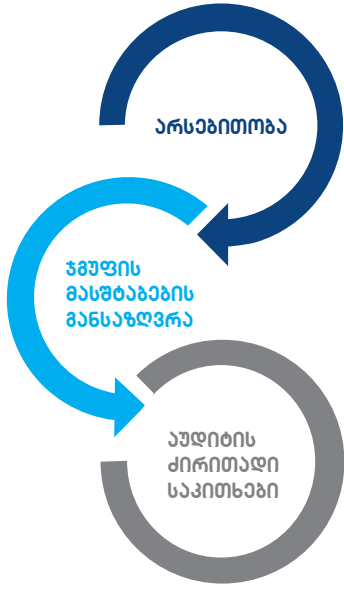 არსებითობა
ჯგუფის
მასშტაბების
განსაზღვრა
აუდიტის
ძირითადი
საკითხები